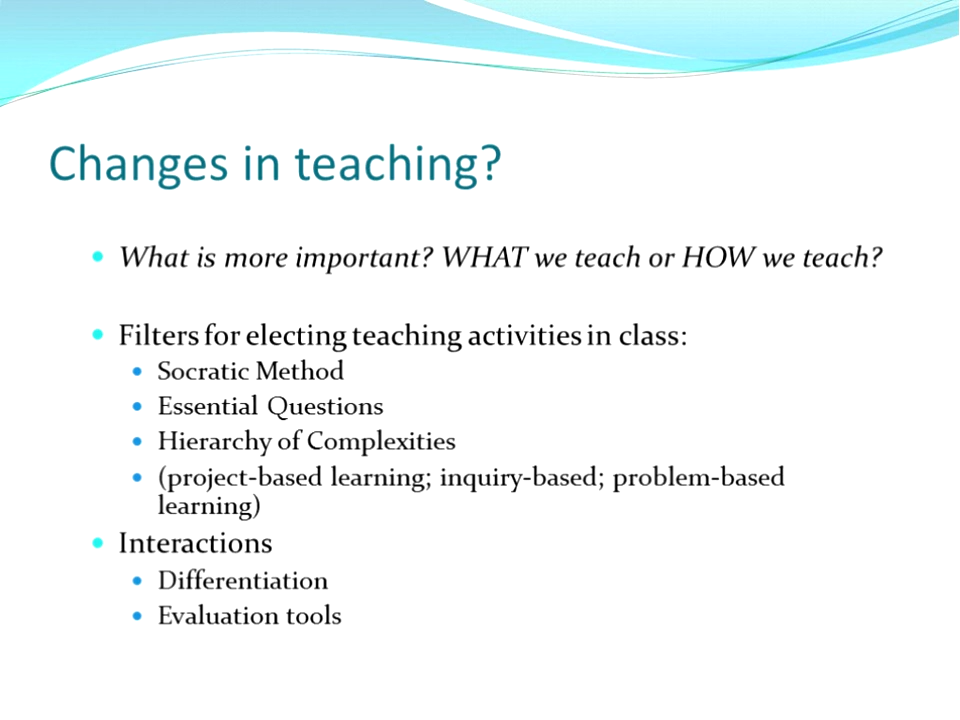 Changes in teaching?
What is more important? WHAT we teach or HOW we teach?
Filters for electing teaching activities in class:
Socratic Method
Essential Questions
Hierarchy of Complexities
(project-based learning; inquiry-based; problem-based
learning)
Interactions
Differentiation
Evaluation tools